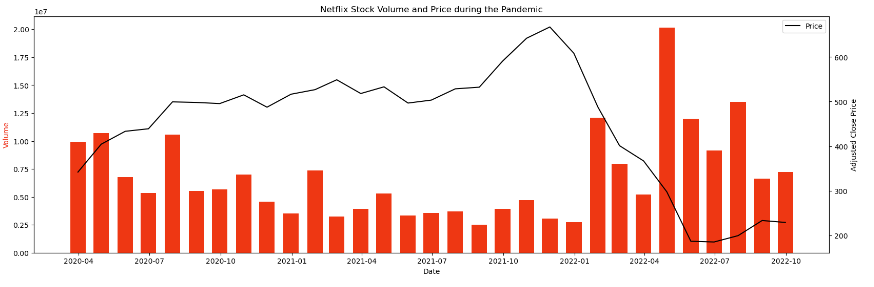 Netflix Stock Volume and Price during the Pandemic
1e7
Price
2.00
1.75
1.50
1.25
1.00
0.75
0.50
0.25
0.00
Volume
600
500
400
300
200
Adjusted Close Price
2020-04 2020-07 2020-10 2021-01 2021-04 2021-07 2021-10 2022-01 2022-04 2022-07 2022-10
Date